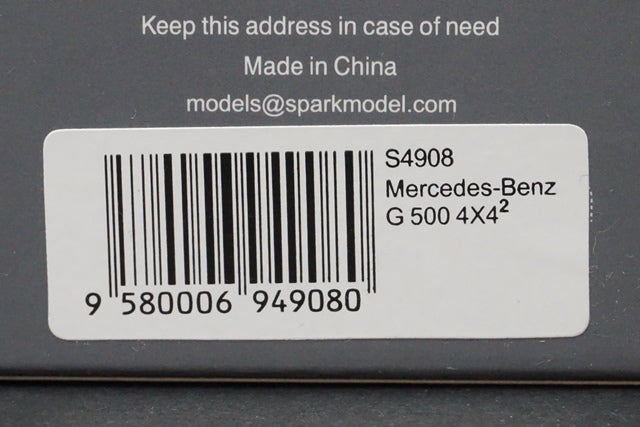 Keep this address in case of need
Made in China
models@sparkmodel.com
S4908
Mercedes-Benz
G 500 4X4²
9 580006 949080